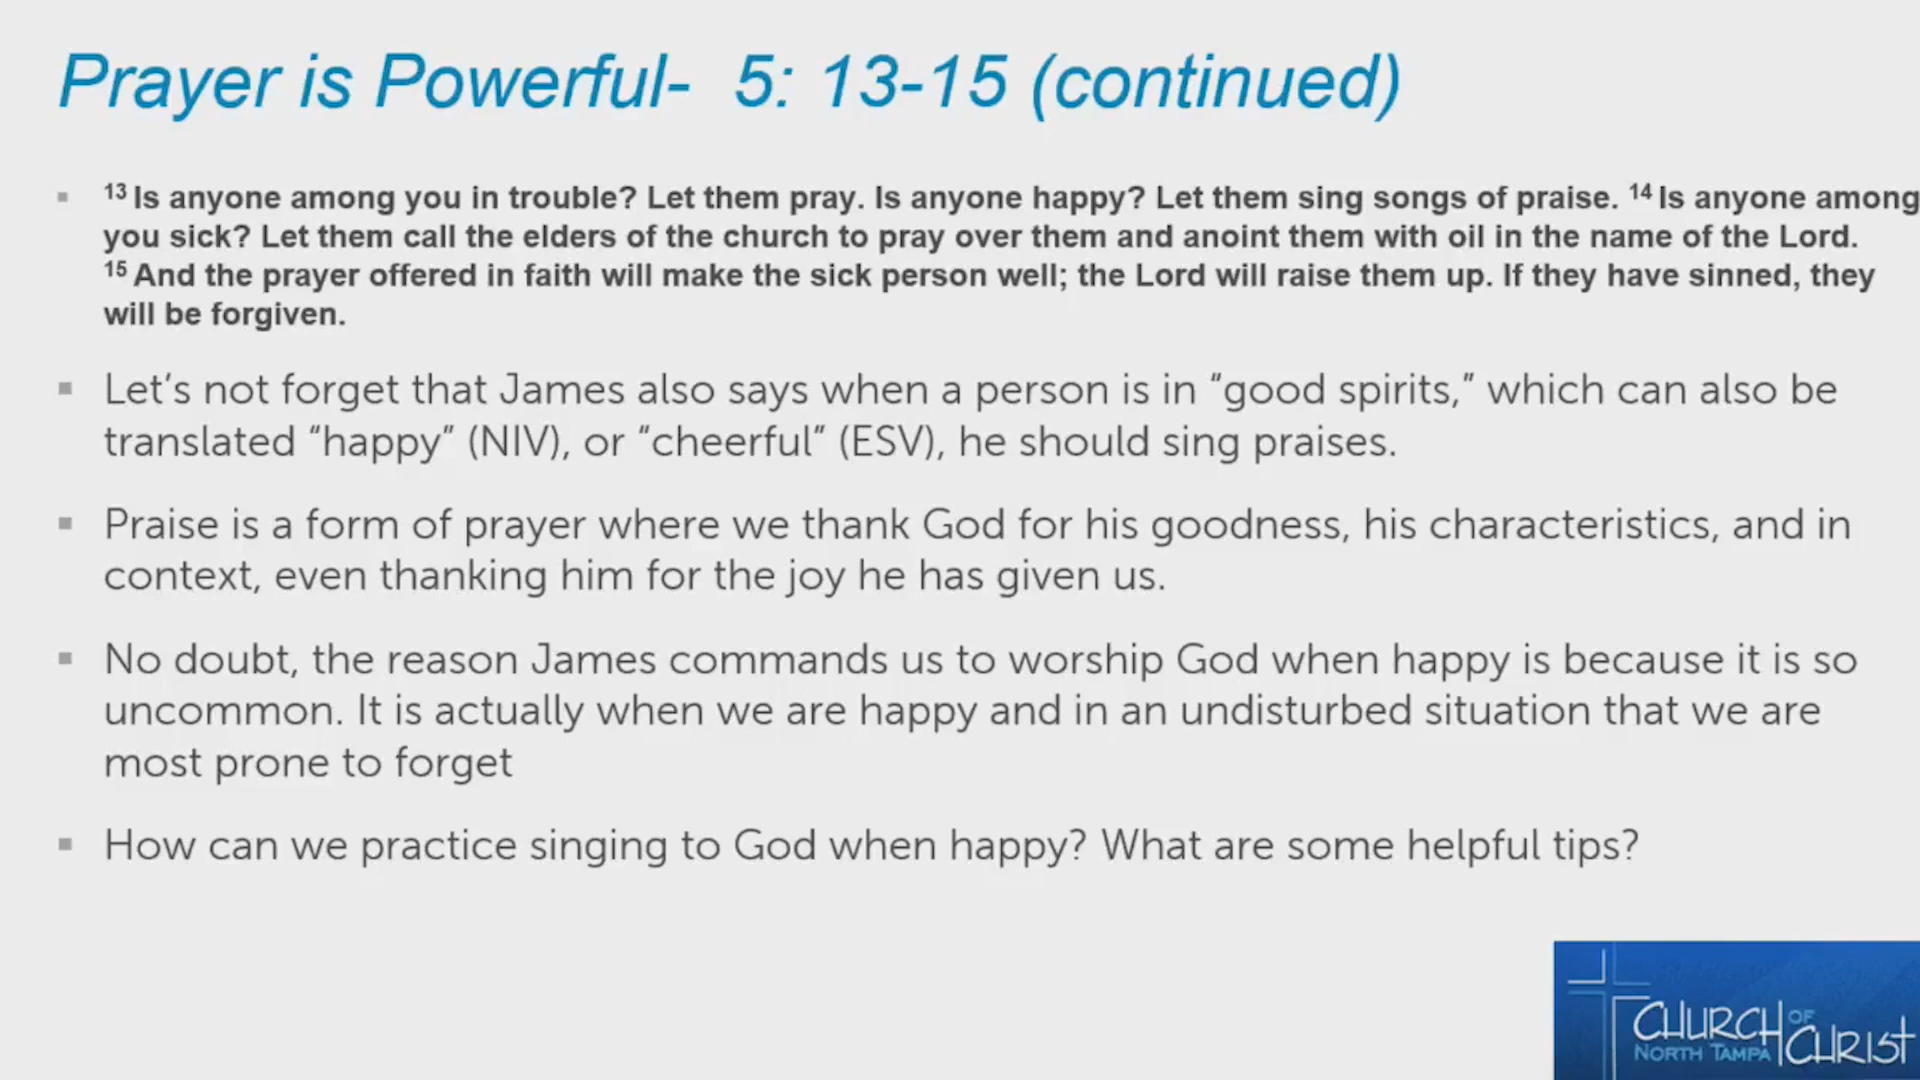 Prayer is Powerful-  5: 13-15 (continued)
13 Is anyone among you in trouble? Let them pray. Is anyone happy? Let them sing songs of praise. 14 Is anyone among
you sick? Let them call the elders of the church to pray over them and anoint them with oil in the name of the Lord.
15 And the prayer offered in faith will make the sick person well; the Lord will raise them up. If they have sinned, they
will be forgiven.
Let's not forget that James also says when a person is in “good spirits,” which can also be
translated “happy” (NIV), or “cheerful” (ESV), he should sing praises.
Praise is a form of prayer where we thank God for his goodness, his characteristics, and in
context, even thanking him for the joy he has given us.
No doubt, the reason James commands us to worship God when happy is because it is so
uncommon. It is actually when we are happy and in an undisturbed situation that we are
most prone to forget
How can we practice singing to God when happy? What are some helpful tips?
CHURCH OF CHRIST
NORTH TAMPA